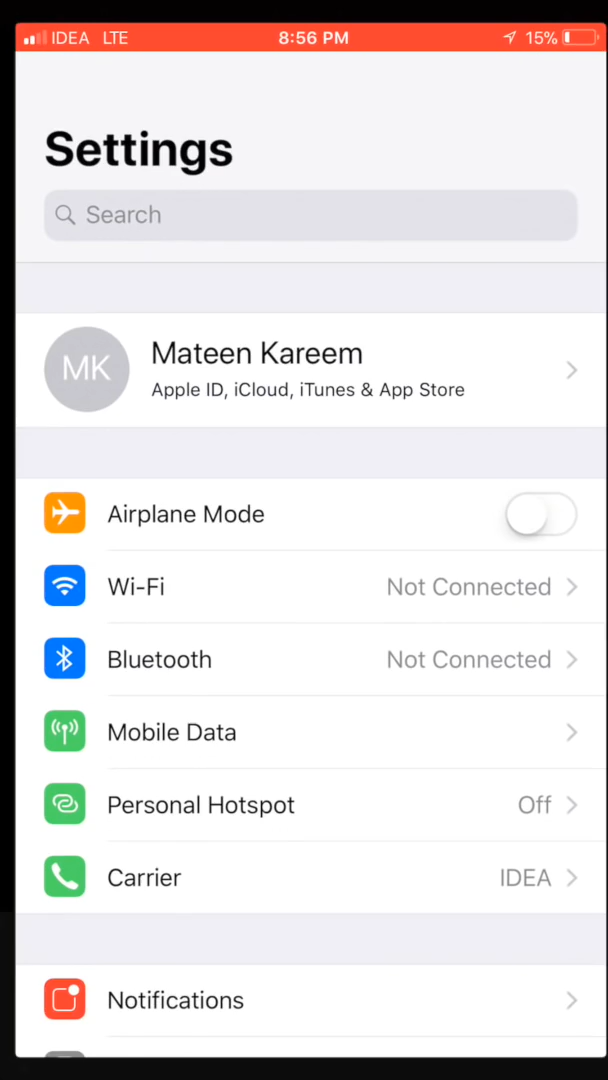 IDEA LTE 8:56 PM 15%
Settings
Search
MK
Mateen Kareem
Apple ID, iCloud, iTunes & App Store
Airplane Mode
Wi-Fi Not Connected
Bluetooth Not Connected
Mobile Data
Personal Hotspot Off
Carrier IDEA
Notifications